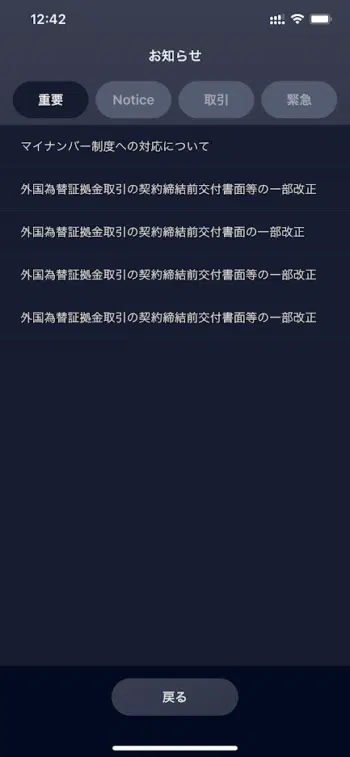 12:42
お知らせ
重要
Notice
取引
緊急
マイナンバー制度への対応について
外国為替証拠金取引の契約締結前交付書面等の一部改正
外国為替証拠金取引の契約締結前交付書面の一部改正
外国為替証拠金取引の契約締結前交付書面等の一部改正
外国為替証拠金取引の契約締結前交付書面等の一部改正
戻る